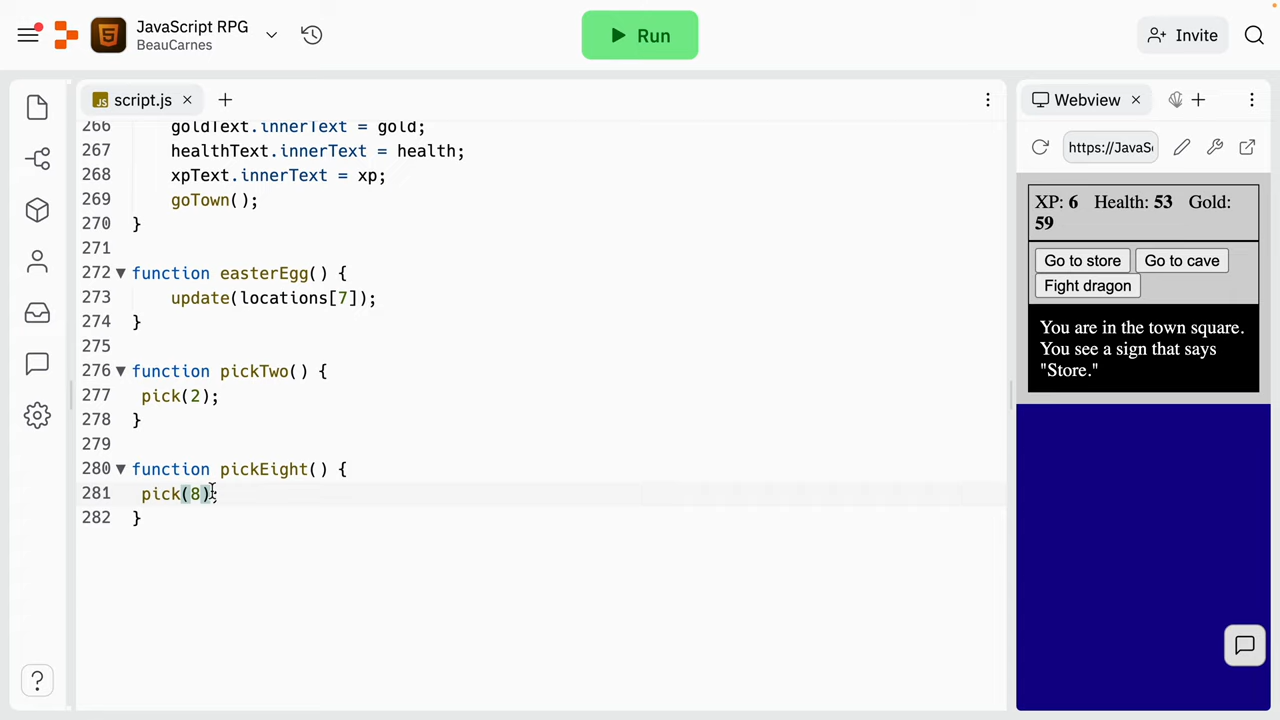 JavaScript RPG
BeauCarnes
Run
Invite
JS script.js
Webview
https://JavaSc
266 goldText.innerText = gold;
267 healthText.innerText = health;
268 xpText.innerText = xp;
269 goTown();
270 }
271
272 function easterEgg() {
273 update(locations[7]);
274 }
275
276 function pickTwo() {
277 pick(2);
278 }
279
280 function pickEight() {
281 pick(8);
282 }
XP: 6 Health: 53 Gold:
59
Go to store Go to cave
Fight dragon
You are in the town square.
You see a sign that says
"Store."
?